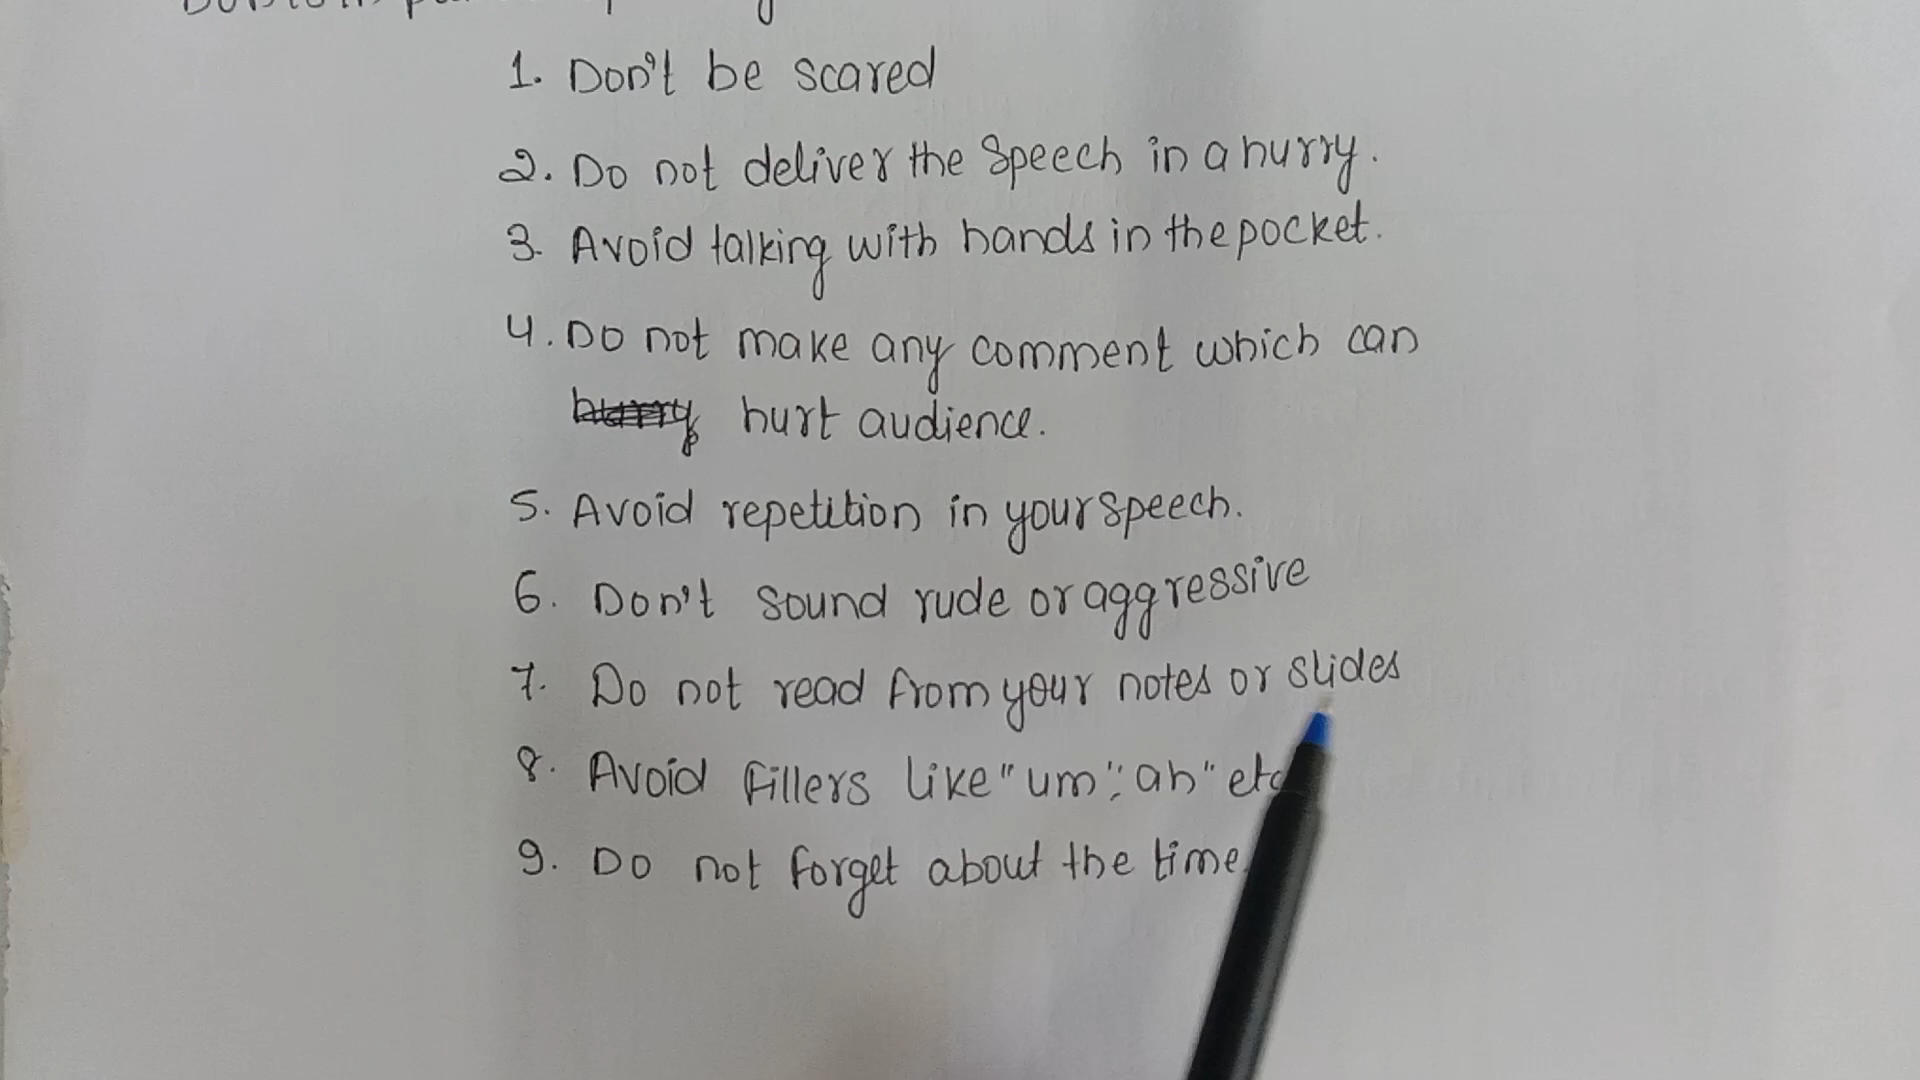 1. Don't be scared
2. Do not deliver the Speech in a hurry.
3. Avoid talking with hands in the pocket.
4. Do not make any comment which can
hurt audience.
5. Avoid repetition in your speech.
6. Don't sound rude or aggressive
7. Do not read from your notes or slides
8. Avoid fillers like "um", ah" etc
9. Do not forget about the time.